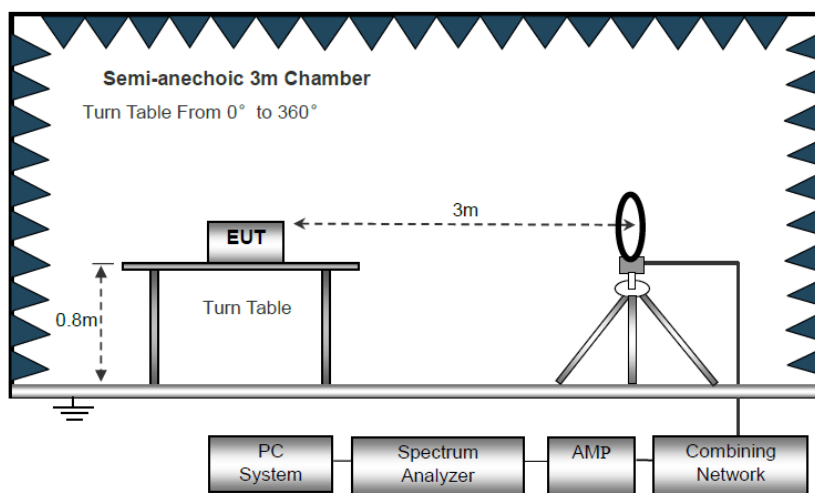 Semi-anechoic 3m Chamber
Turn Table From 0° to 360°
3m
EUT
Turn Table
0.8m
PC
System
Spectrum
Analyzer
AMP
Combining
Network